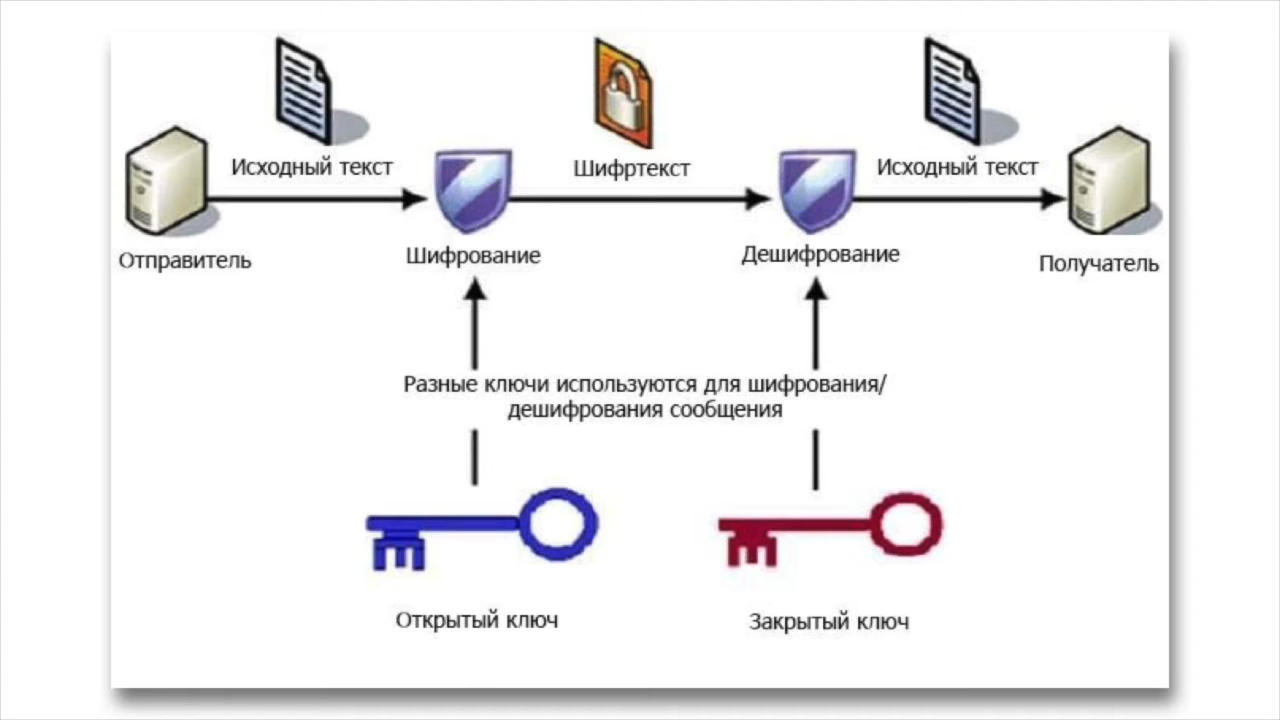 Исходный текст
Шифртекст
Исходный текст
Отправитель
Шифрование
Дешифрование
Получатель
Разные ключи используются для шифрования/
дешифрования сообщения
Открытый ключ
Закрытый ключ